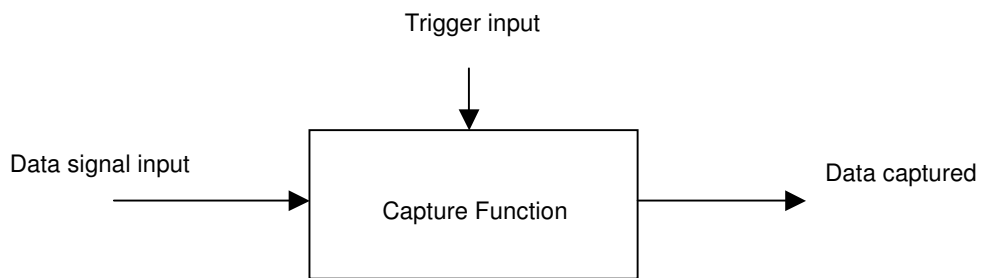 Trigger input
Data signal input
Data captured
Capture Function